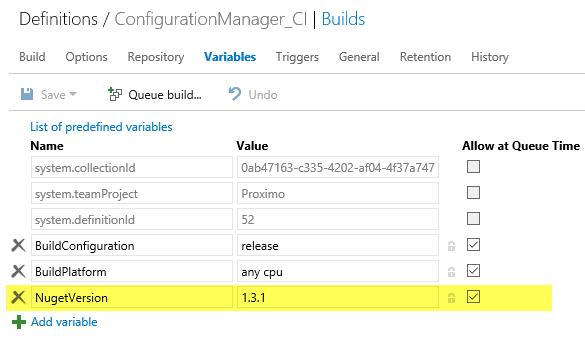 Definitions / ConfigurationManager_CI | Builds
Build Options Repository Variables Triggers General Retention History
Save Queue build... Undo
List of predefined variables
Name Value Allow at Queue Time
system.collectionId 0ab47163-c335-4202-af04-4f37a747
system.teamProject Proximo
system.definitionId 52
BuildConfiguration release
BuildPlatform any cpu
NugetVersion 1.3.1
Add variable